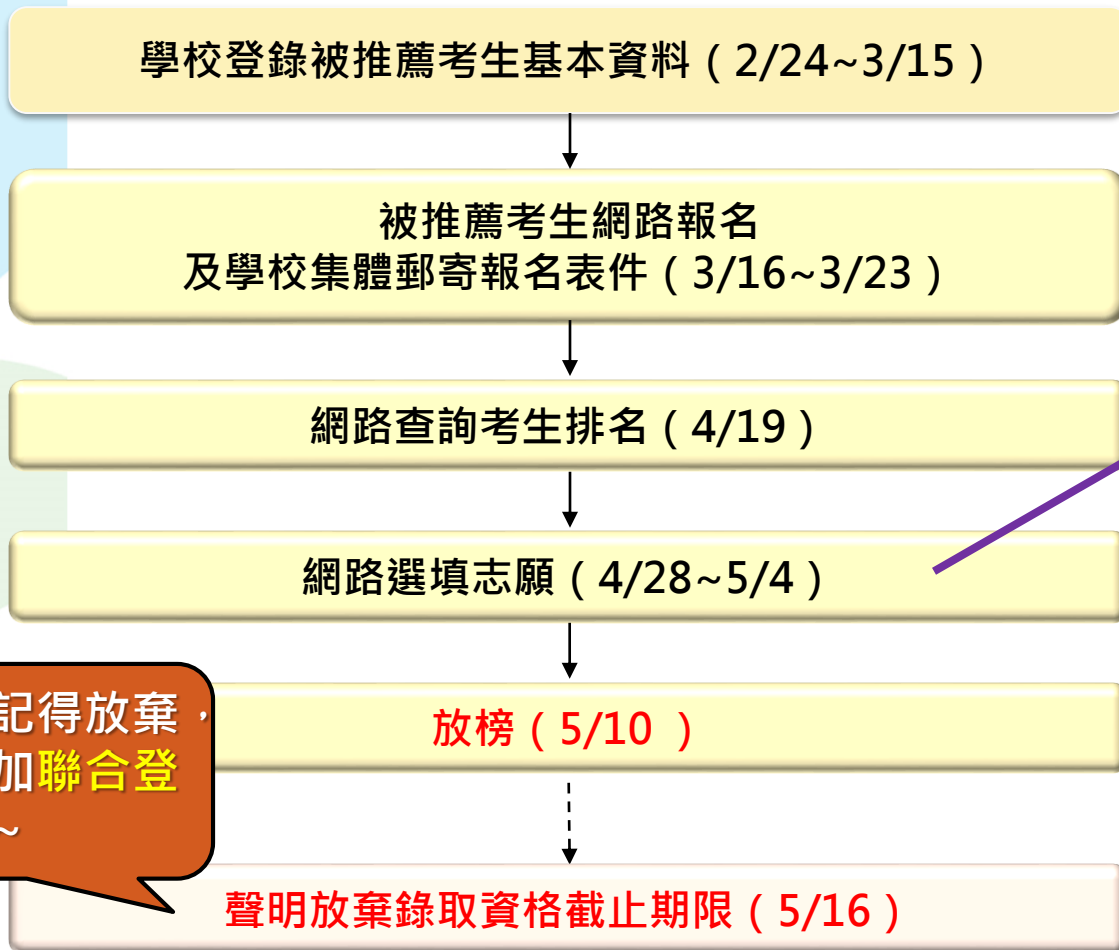 學校登錄被推薦考生基本資料（2/24~3/15）
被推薦考生網路報名
及學校集體郵寄報名表件（3/16~3/23）
網路查詢考生排名（4/19）
網路選填志願（4/28~5/4）
放榜（5/10 ）
記得放棄，
加聯合登
~
聲明放棄錄取資格截止期限（5/16）